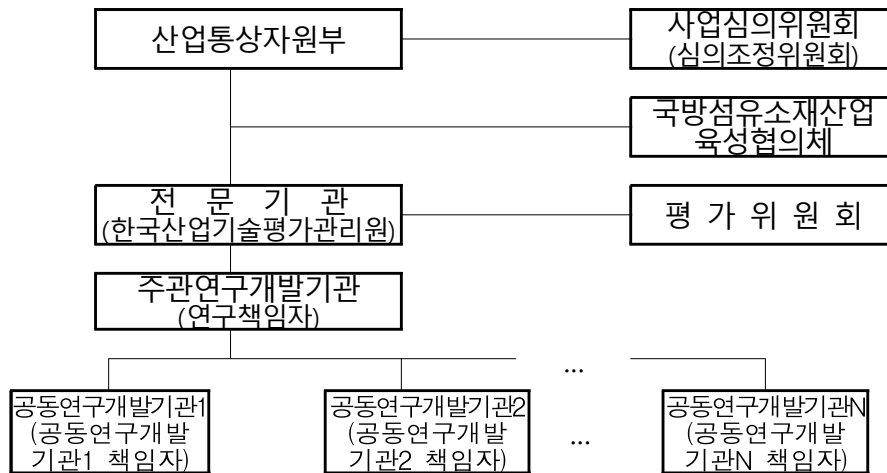 산업통상자원부
사업심의위원회
(심의조정위원회)
국방섬유소재산업
육성협의체
전 문 기 관
(한국산업기술평가관리원)
평 가 위 원 회
주관연구개발기관
(연구책임자)
...
공동연구개발기관1
(공동연구개발
기관1 책임자)
공동연구개발기관2
(공동연구개발
기관2 책임자)
...
공동연구개발기관N
(공동연구개발
기관N 책임자)